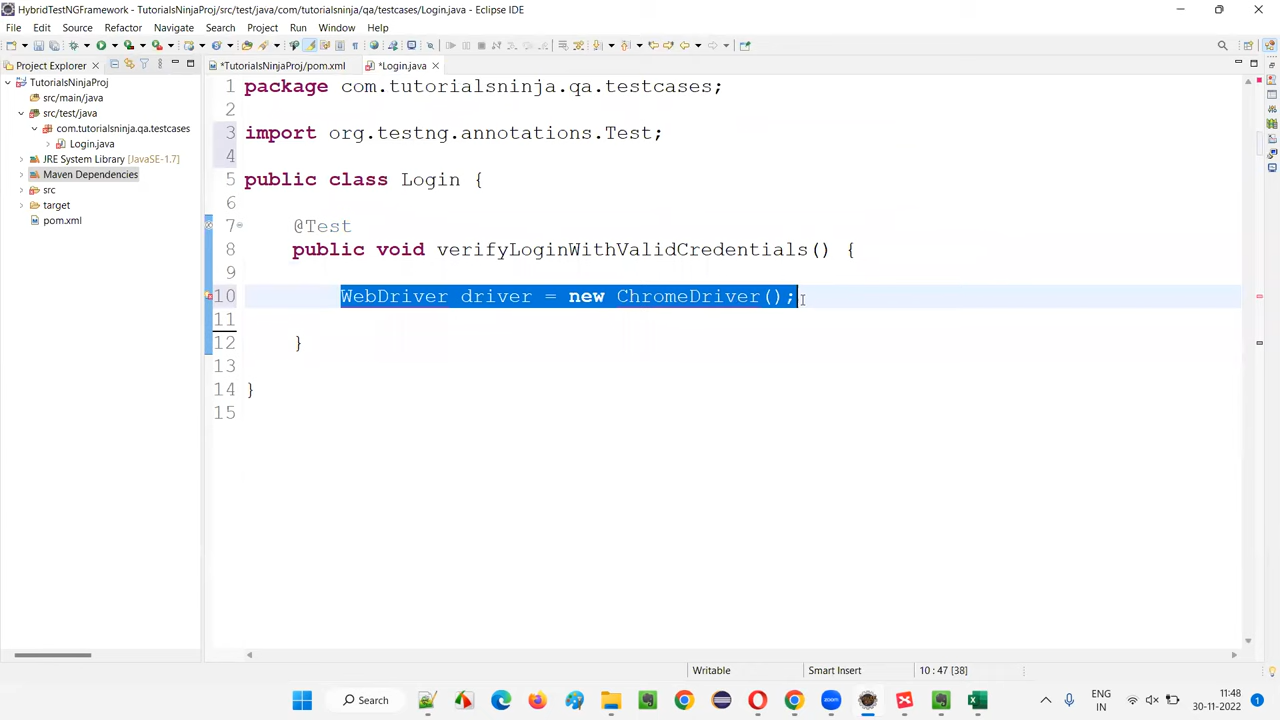 HybridTestNGFramework - TutorialsNinjaProj/src/test/java/com/tutorialsninja/qa/testcases/Login.java - Eclipse IDE
File Edit Source Refactor Navigate Search Project Run Window Help
Project Explorer
*TutorialsNinjaProj/pom.xml
*Login.java
TutorialsNinjaProj
src/main/java
src/test/java
com.tutorialsninja.qa.testcases
Login.java
JRE System Library [JavaSE-1.7]
Maven Dependencies
src
target
pom.xml
1 package com.tutorialsninja.qa.testcases;
2
3 import org.testng.annotations.Test;
4
5 public class Login {
6
7 @Test
8 public void verifyLoginWithValidCredentials() {
9
10 WebDriver driver = new ChromeDriver();
11
12 }
13
14 }
15
Writable Smart Insert 10 : 47 [38]
Search
ENG
IN
11:48
30-11-2022
1